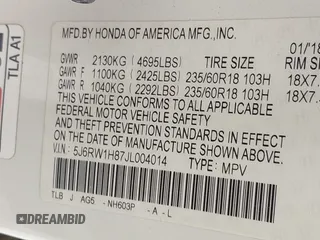 TLA A1
MFD.BY HONDA OF AMERICA MFG.,INC.
01/18
GVWR 2130KG (4695LBS) TIRE SIZE RIM S
GAWR F 1100KG (2425LBS) 235/60R18 103H 18X7.
GAWR R 1040KG (2292LBS) 235/60R18 103H 18X7.
THIS VEHICLE CONFORMS TO ALL APPLICABLE
FEDERAL MOTOR VEHICLE SAFETY AND
THEFT PREVENTION STANDARDS IN EFFECT ON
THE DATE OF MANUFACTURE SHOWN ABOVE.
V.I.N: 5J6RW1H87JL004014 TYPE: MPV
TLB J AG5 -NH603P -A-L
DREAMBID